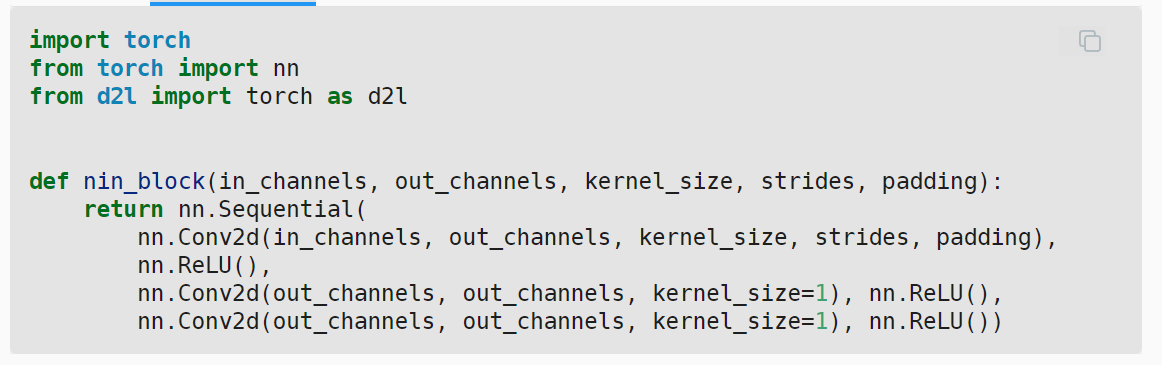 import torch
from torch import nn
from d2l import torch as d2l
def nin_block(in_channels, out_channels, kernel_size, strides, padding):
    return nn.Sequential(
        nn.Conv2d(in_channels, out_channels, kernel_size, strides, padding),
        nn.ReLU(),
        nn.Conv2d(out_channels, out_channels, kernel_size=1), nn.ReLU(),
        nn.Conv2d(out_channels, out_channels, kernel_size=1), nn.ReLU())